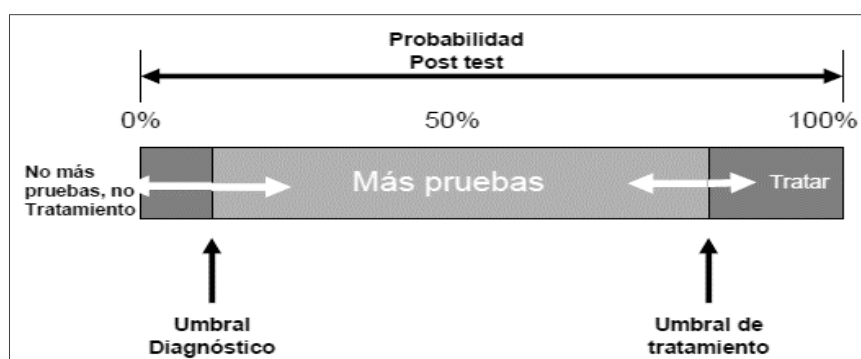 Probabilidad
Post test
0%
50%
100%
No más
pruebas, no
Tratamiento
Más pruebas
Tratar
Umbral
Diagnóstico
Umbral de
tratamiento